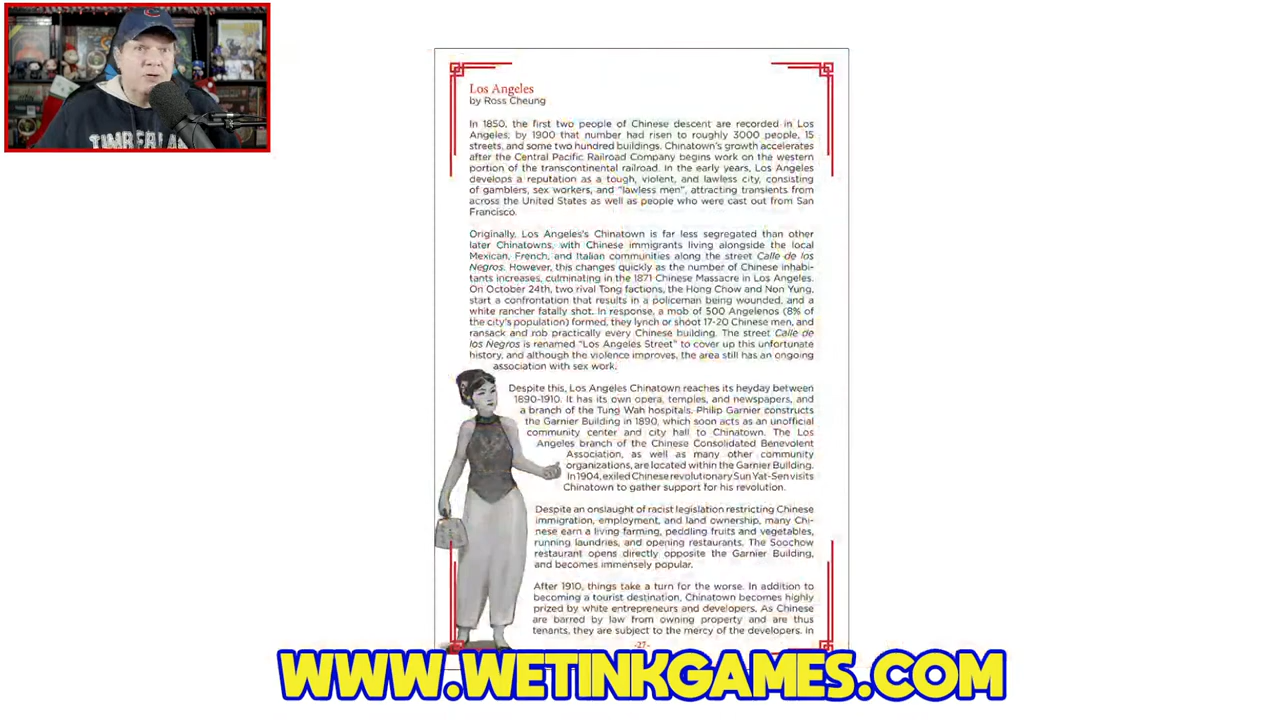 TIMBERLA
Los Angeles
by Ross Cheung
In 1850, the first two people of Chinese descent are recorded in Los
Angeles; by 1900 that number had risen to roughly 3000 people, 15
streets, and some two hundred buildings. Chinatown's growth accelerates
after the Central Pacific Railroad Company begins work on the western
portion of the transcontinental railroad. In the early years, Los Angeles
develops a reputation as a tough, violent, and lawless city, consisting
of gamblers, sex workers, and "lawless men", attracting transients from
across the United States as well as people who were cast out from San
Francisco.
Originally, Los Angeles's Chinatown is far less segregated than other
later Chinatowns, with Chinese immigrants living alongside the local
Mexican, French, and Italian communities along the street Calle de los
Negros. However, this changes quickly as the number of Chinese inhabi-
tants increases, culminating in the 1871 Chinese Massacre in Los Angeles.
On October 24th, two rival Tong factions, the Hong Chow and Non Yung,
start a confrontation that results in a policeman being wounded, and a
white rancher fatally shot. In response, a mob of 500 Angelenos (8% of
the city's population) formed, they lynch or shoot 17-20 Chinese men, and
ransack and rob practically every Chinese building. The street Calle de
los Negros is renamed "Los Angeles Street" to cover up this unfortunate
history, and although the violence improves, the area still has an ongoing
association with sex work.
Despite this, Los Angeles Chinatown reaches its heyday between
1890-1910. It has its own opera, temples, and newspapers, and
a branch of the Tung Wah hospitals. Philip Garnier constructs
the Garnier Building in 1890, which soon acts as an unofficial
community center and city hall to Chinatown. The Los
Angeles branch of the Chinese Consolidated Benevolent
Association, as well as many other community
organizations, are located within the Garnier Building.
In 1904, exiled Chinese revolutionary Sun Yat-Sen visits
Chinatown to gather support for his revolution.
Despite an onslaught of racist legislation restricting Chinese
immigration, employment, and land ownership, many Chi-
nese earn a living farming, peddling fruits and vegetables,
running laundries, and opening restaurants. The Soochow
restaurant opens directly opposite the Garnier Building,
and becomes immensely popular.
After 1910, things take a turn for the worse. In addition to
becoming a tourist destination, Chinatown becomes highly
prized by white entrepreneurs and developers. As Chinese
are barred by law from owning property and are thus
tenants, they are subject to the mercy of the developers. In
-27-
WWW.WETINKGAMES.COM